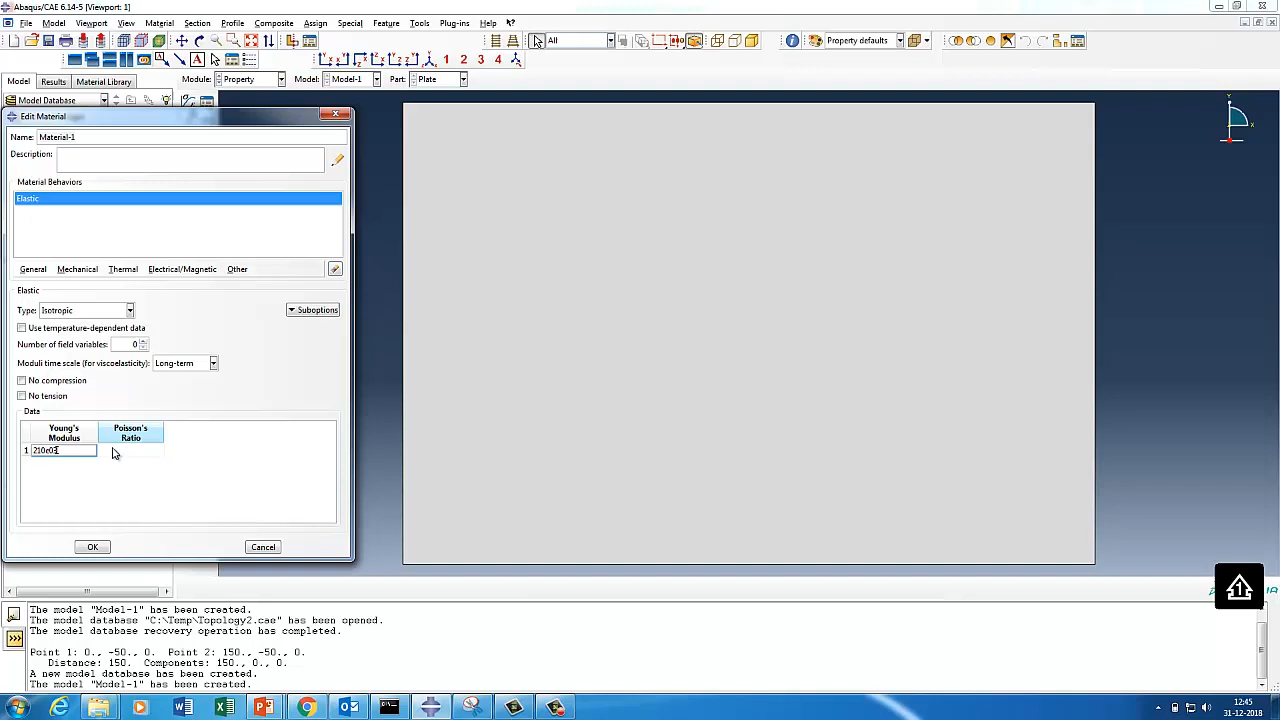 Abaqus/CAE 6.14-5 [Viewport: 1]
File Model Viewport View Material Section Profile Composite Assign Special Feature Tools Plug-ins Help
All
Property defaults
1 2 3 4
Model Results Material Library
Module: Property Model: Model-1 Part: Plate
Model Database
Edit Material
Name: Material-1
Description:
Material Behaviors
Elastic
General Mechanical Thermal Electrical/Magnetic Other
Elastic
Type: Isotropic
Suboptions
Use temperature-dependent data
Number of field variables: 0
Moduli time scale (for viscoelasticity): Long-term
No compression
No tension
Data
Young's Modulus
Poisson's Ratio
1 210e03
OK Cancel
Y
X
1
The model "Model-1" has been created.
The model database "C:\Temp\Topology2.cae" has been opened.
The model database recovery operation has completed.
Point 1: 0., -50., 0. Point 2: 150., -50., 0.
Distance: 150. Components: 150., 0., 0.
A new model database has been created.
The model "Model-1" has been created.
12:45
31-12-2018